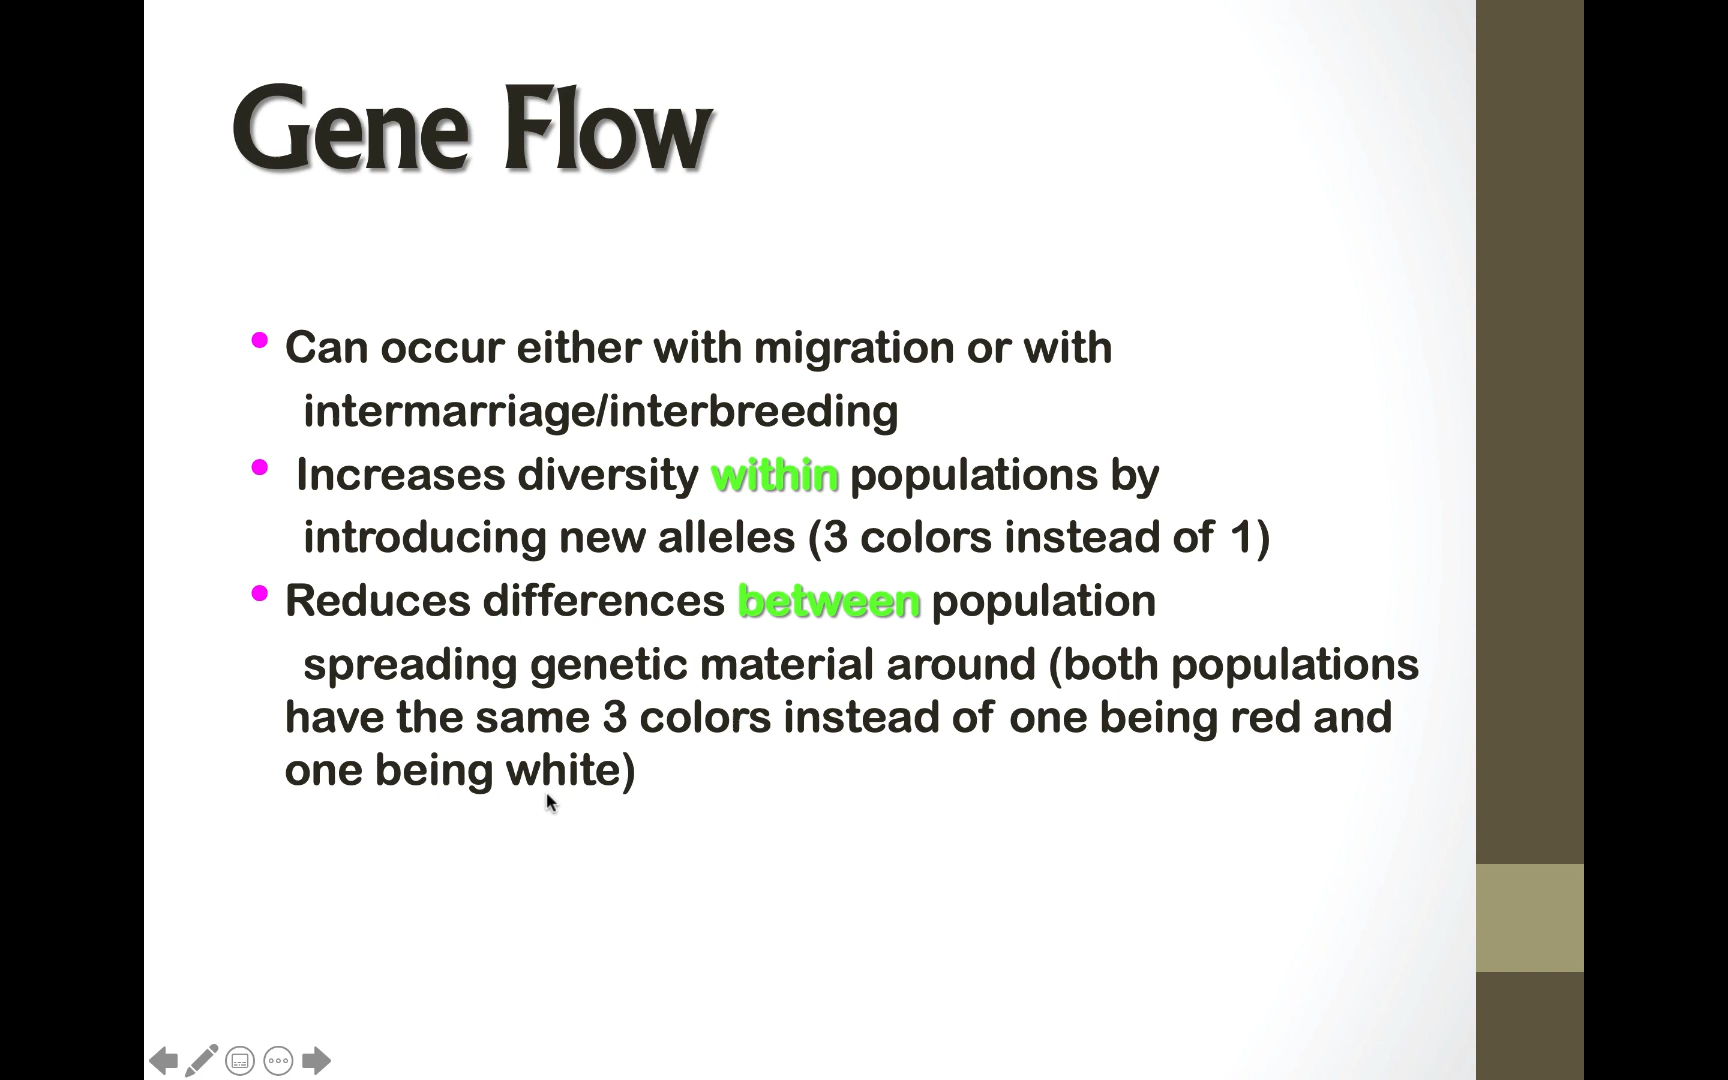 Gene Flow
• Can occur either with migration or with
intermarriage/interbreeding
• Increases diversity within populations by
introducing new alleles (3 colors instead of 1)
• Reduces differences between population
spreading genetic material around (both populations
have the same 3 colors instead of one being red and
one being white)